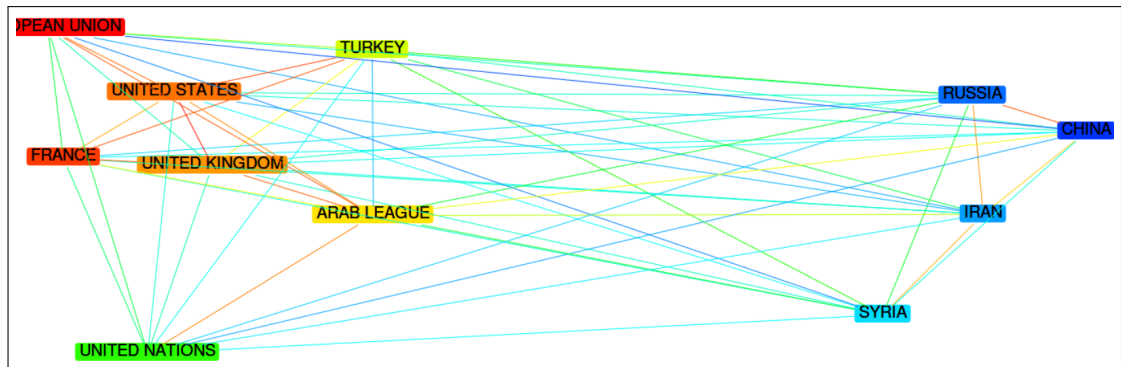 OPEAN UNION
TURKEY
UNITED STATES
RUSSIA
CHINA
FRANCE
UNITED KINGDOM
ARAB LEAGUE
IRAN
SYRIA
UNITED NATIONS